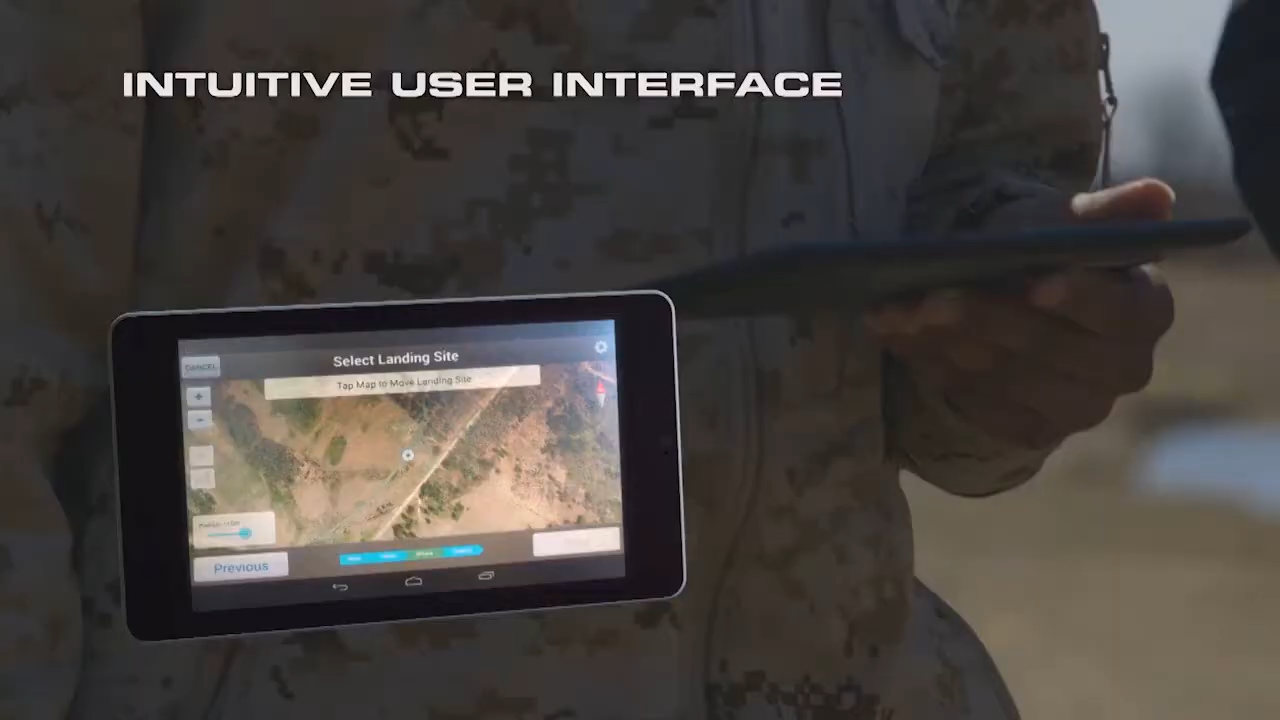 INTUITIVE USER INTERFACE
Select Landing Site
CANCEL
Tap Map to Move Landing Site
Previous